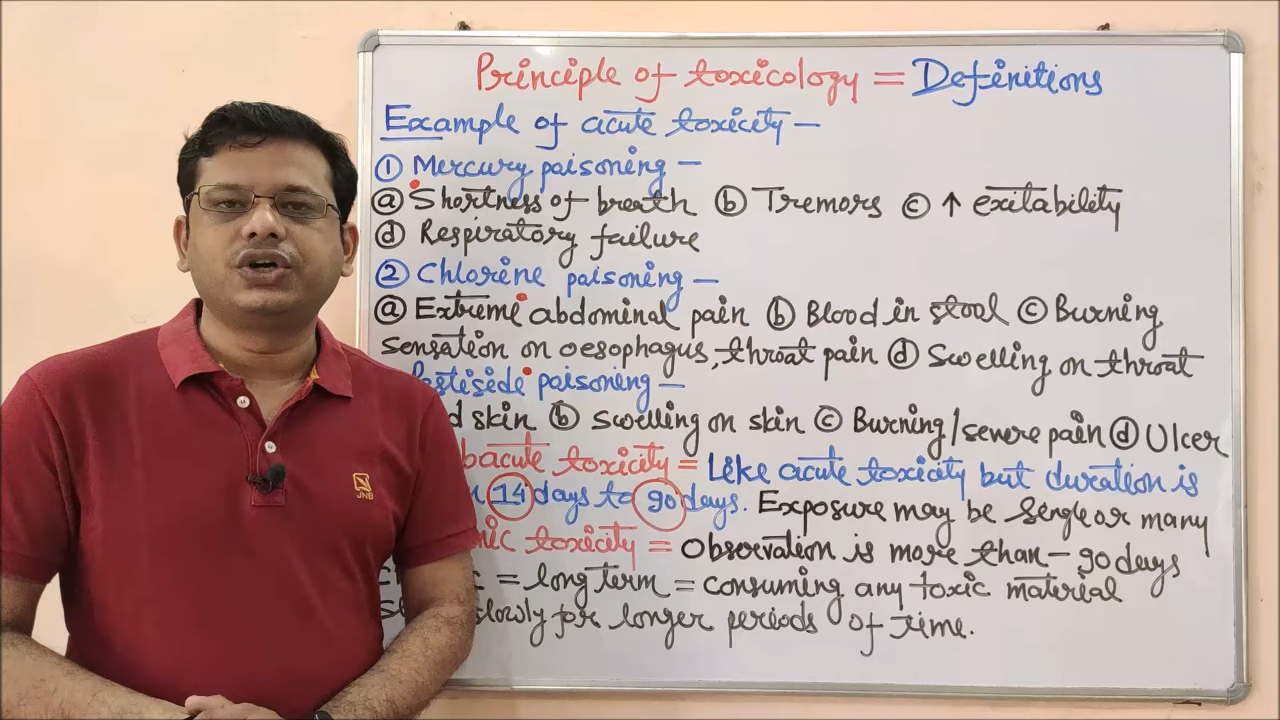 Principle of toxicology = Definitions
Example of acute toxicity –
① Mercury paisoning –
ⓐ Shortness of breath ⓑ Tremors ⓒ ↑ exitability
ⓓ Respiratory failure
② Chlorine paisoning –
ⓐ Extreme abdominal pain ⓑ Blood in stool ⓒ Burning
sensation on oesophagus, throat pain ⓓ Swelling on throat
Pestiside paisoning –
d skin ⓑ Swelling on skin ⓒ Burning/severe pain ⓓ Ulcer
bacute toxicity = Like acute toxicity but duration is
14 days to 90 days. Exposure may be single or many
nic toxicity = Observation is more than – 90 days
= long term = consuming any toxic material
slowly for longer periods of time.
JNB